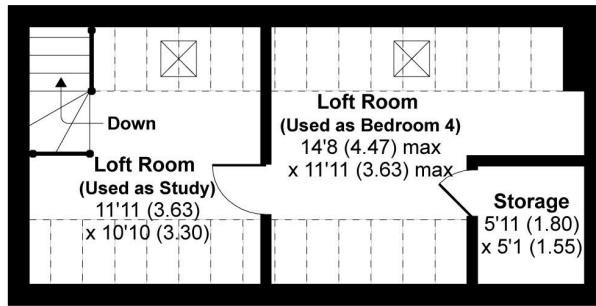 Down
Loft Room
(Used as Study)
11'11 (3.63)
x 10'10 (3.30)
Loft Room
(Used as Bedroom 4)
14'8 (4.47) max
x 11'11 (3.63) max
Storage
5'11 (1.80)
x 5'1 (1.55)